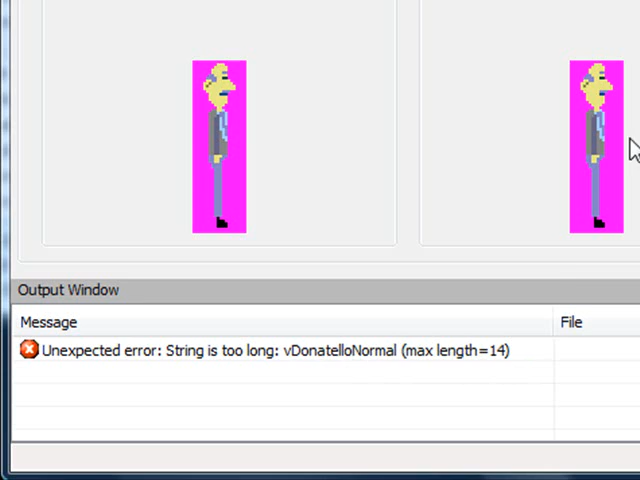 Output Window
Message File
Unexpected error: String is too long: vDonatelloNormal (max length=14)